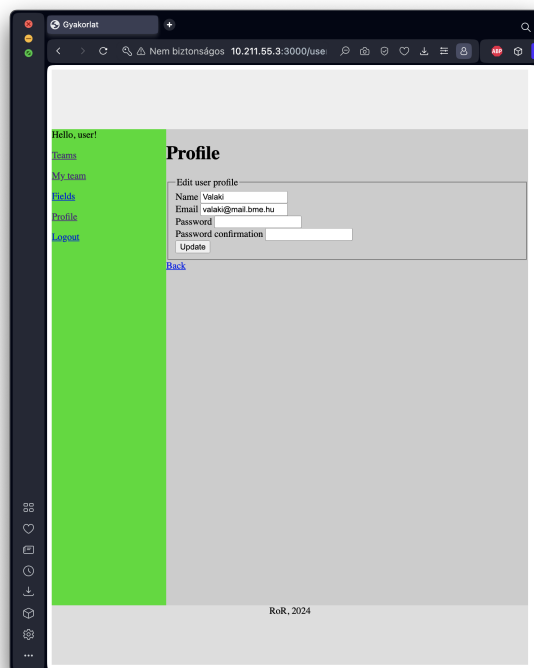 Gyakorlat
Nem biztonságos 10.211.55.3:3000/use
ABP
Hello, user!
Teams
My team
Fields
Profile
Logout
Profile
Edit user profile
Name Valaki
Email valaki@mail.bme.hu
Password
Password confirmation
Update
Back
RoR, 2024